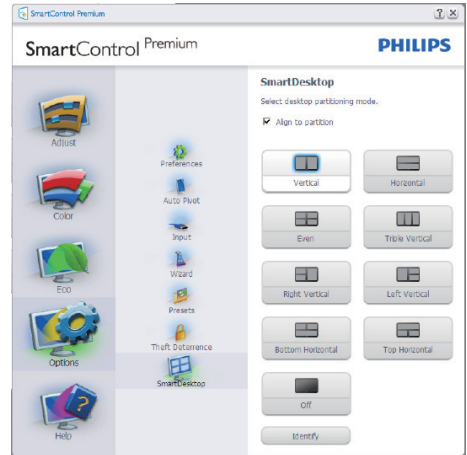 SmartControl Premium
SmartControl Premium
PHILIPS
Adjust
Color
Eco
Options
Help
Preferences
Auto Pivot
Input
Wizard
Presets
Theft Deterrence
SmartDesktop
SmartDesktop
Select desktop partitioning mode.
Align to partition
Vertical
Horizontal
Even
Triple Vertical
Right Vertical
Left Vertical
Bottom Horizontal
Top Horizontal
Off
Identify